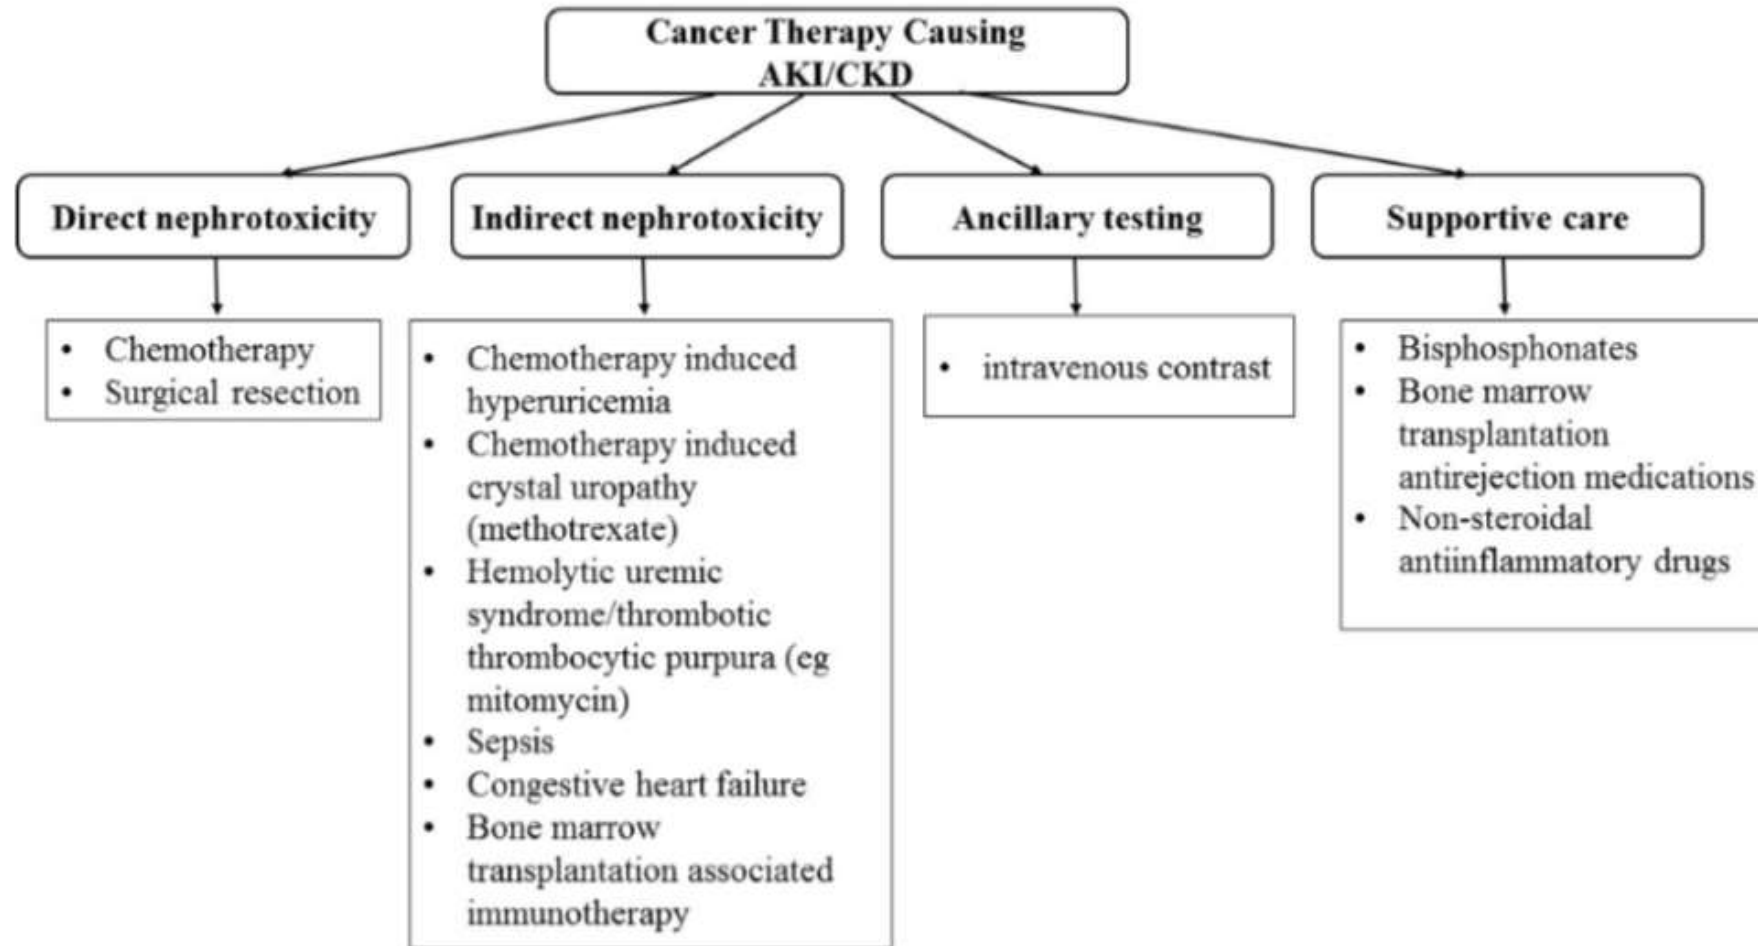 Cancer Therapy Causing
AKI/CKD
Direct nephrotoxicity
Indirect nephrotoxicity
Ancillary testing
Supportive care
• Chemotherapy
• Surgical resection
• Chemotherapy induced
hyperuricemia
• Chemotherapy induced
crystal uropathy
(methotrexate)
• Hemolytic uremic
syndrome/thrombotic
thrombocytic purpura (eg
mitomycin)
• Sepsis
• Congestive heart failure
• Bone marrow
transplantation associated
immunotherapy
• intravenous contrast
• Bisphosphonates
• Bone marrow
transplantation
antirejection medications
• Non-steroidal
antiinflammatory drugs